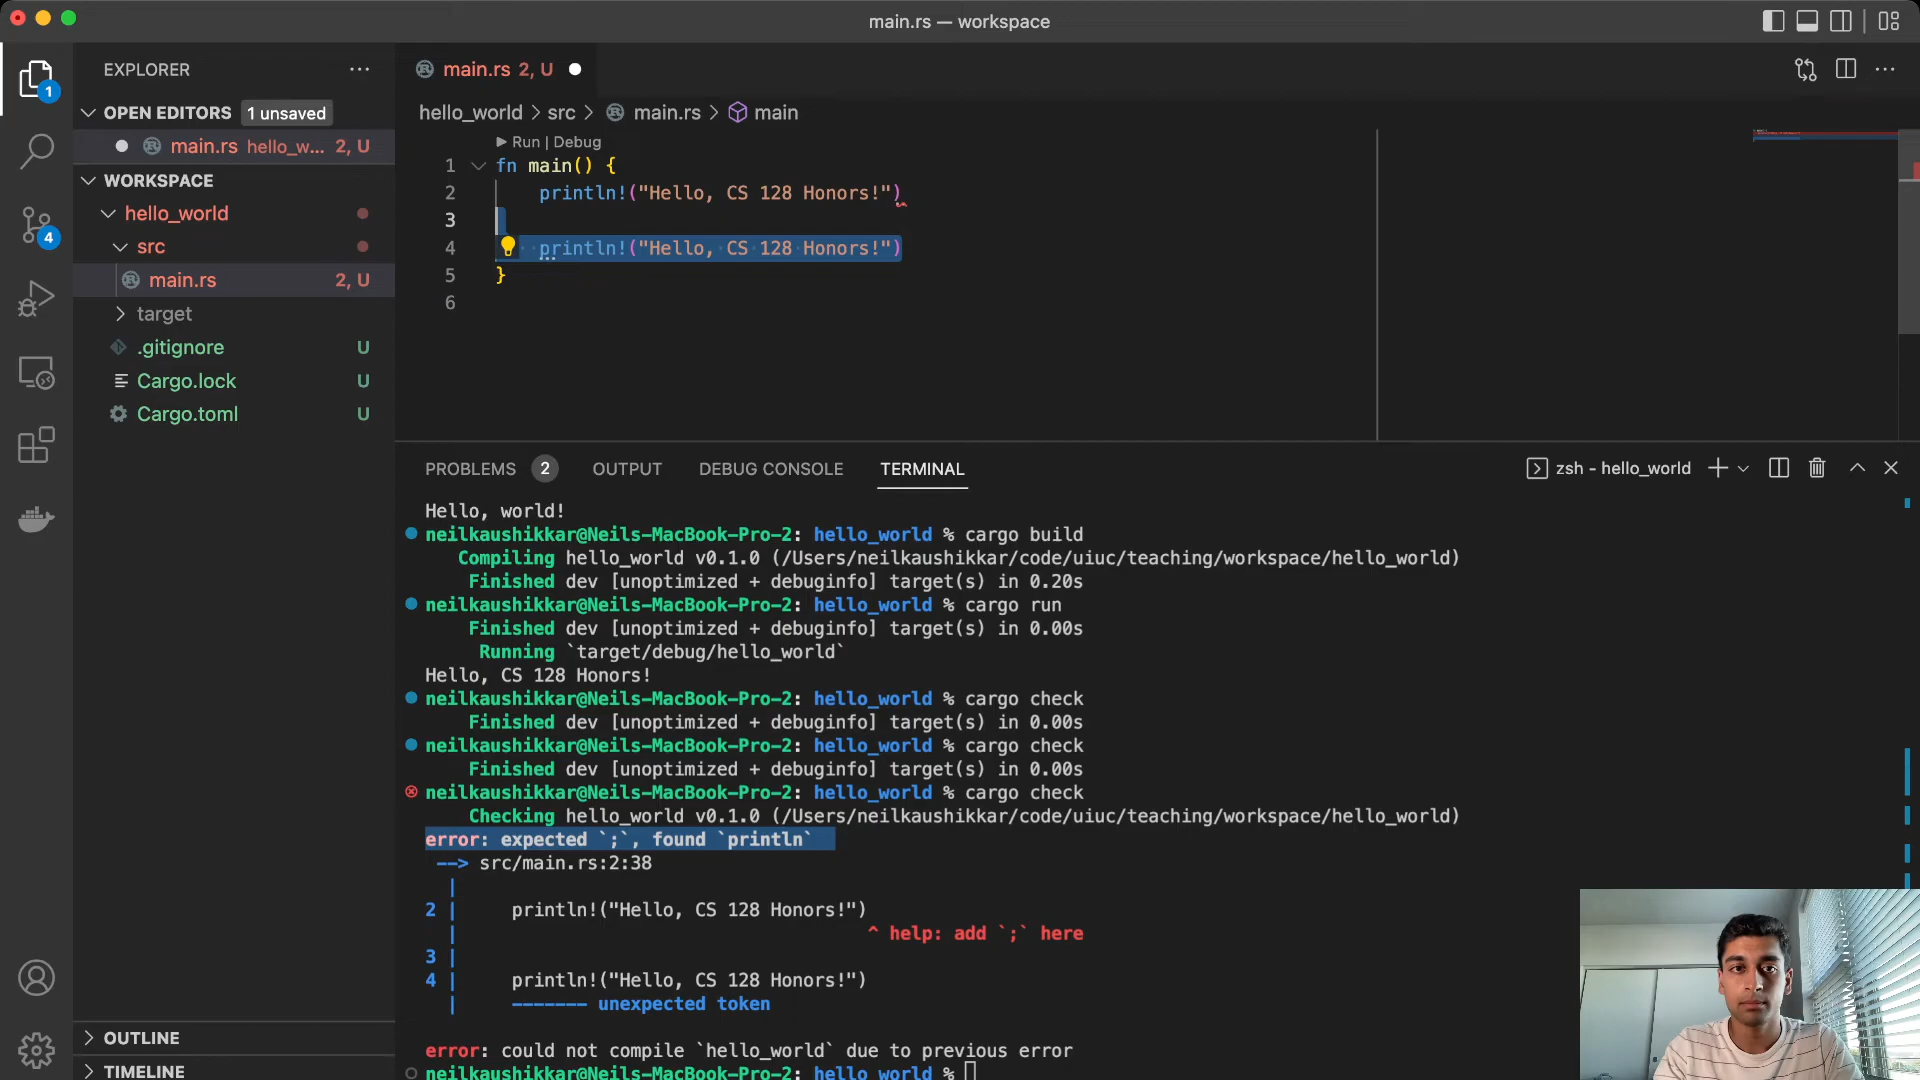 main.rs — workspace
EXPLORER
OPEN EDITORS 1 unsaved
main.rs hello_w... 2, U
WORKSPACE
hello_world
src
main.rs 2, U
target
.gitignore U
Cargo.lock U
Cargo.toml U
OUTLINE
TIMELINE
1
4
main.rs 2, U
hello_world > src > main.rs > main
Run | Debug
1 fn main() {
2 println!("Hello, CS 128 Honors!")
3
4 println!("Hello, CS 128 Honors!")
5 }
6
PROBLEMS 2 OUTPUT DEBUG CONSOLE TERMINAL
zsh - hello_world
Hello, world!
neilkaushikkar@Neils-MacBook-Pro-2: hello_world % cargo build
Compiling hello_world v0.1.0 (/Users/neilkaushikkar/code/uiuc/teaching/workspace/hello_world)
Finished dev [unoptimized + debuginfo] target(s) in 0.20s
neilkaushikkar@Neils-MacBook-Pro-2: hello_world % cargo run
Finished dev [unoptimized + debuginfo] target(s) in 0.00s
Running `target/debug/hello_world`
Hello, CS 128 Honors!
neilkaushikkar@Neils-MacBook-Pro-2: hello_world % cargo check
Finished dev [unoptimized + debuginfo] target(s) in 0.00s
neilkaushikkar@Neils-MacBook-Pro-2: hello_world % cargo check
Finished dev [unoptimized + debuginfo] target(s) in 0.00s
neilkaushikkar@Neils-MacBook-Pro-2: hello_world % cargo check
Checking hello_world v0.1.0 (/Users/neilkaushikkar/code/uiuc/teaching/workspace/hello_world)
error: expected `;`, found `println`
--> src/main.rs:2:38
|
2 | println!("Hello, CS 128 Honors!")
| ^ help: add `;` here
3 |
4 | println!("Hello, CS 128 Honors!")
| ------- unexpected token
error: could not compile `hello_world` due to previous error
neilkaushikkar@Neils-MacBook-Pro-2: hello_world %